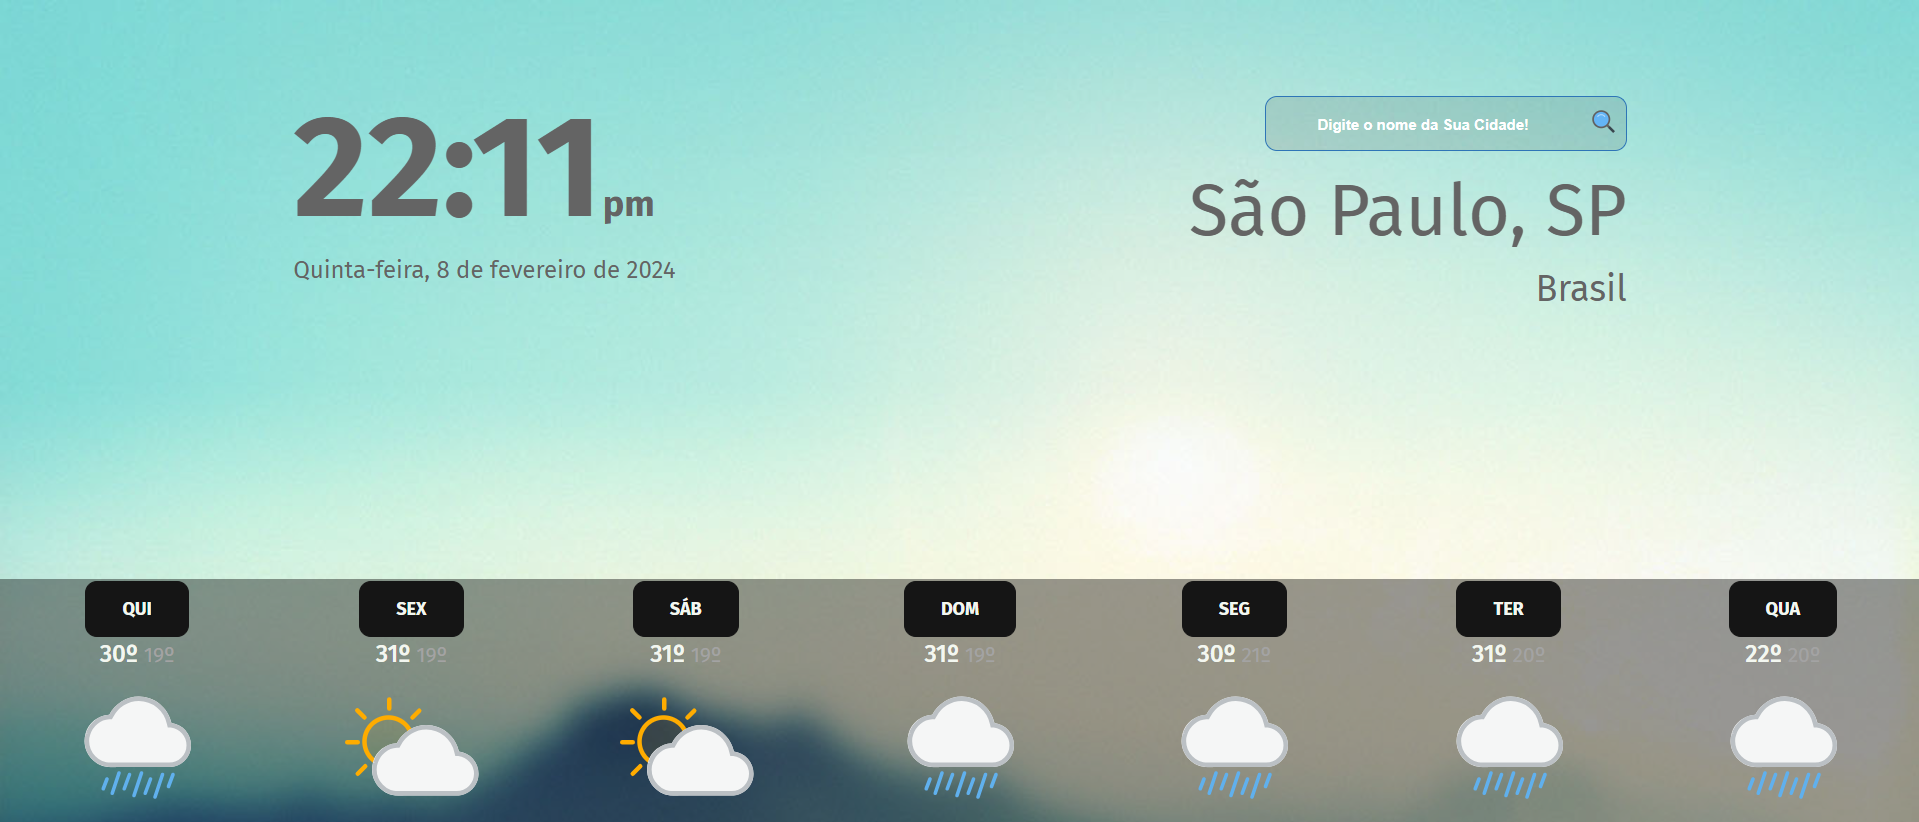 22:11pm
Quinta-feira, 8 de fevereiro de 2024
Digite o nome da Sua Cidade!
São Paulo, SP
Brasil
QUI
30º 19º
SEX
31º 19º
SÁB
31º 19º
DOM
31º 19º
SEG
30º 21º
TER
31º 20º
QUA
22º 20º